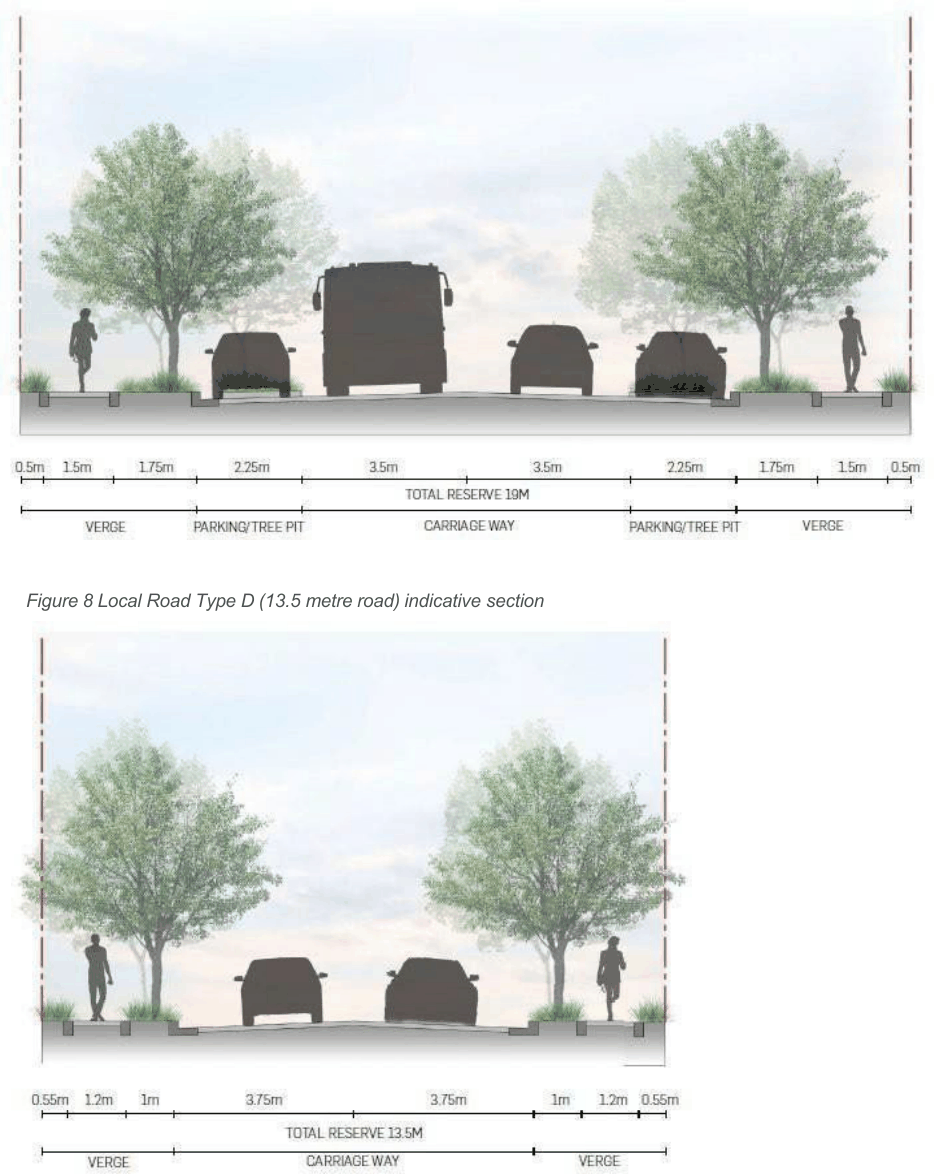 0.5m 1.5m 1.75m 2.25m 3.5m 3.5m 2.25m 1.75m 1.5m 0.5m
TOTAL RESERVE 19M
VERGE PARKING/TREE PIT CARRIAGE WAY PARKING/TREE PIT VERGE
Figure 8 Local Road Type D (13.5 metre road) indicative section
0.55m 1.2m 1m 3.75m 3.75m 1m 1.2m 0.55m
TOTAL RESERVE 13.5M
VERGE CARRIAGE WAY VERGE